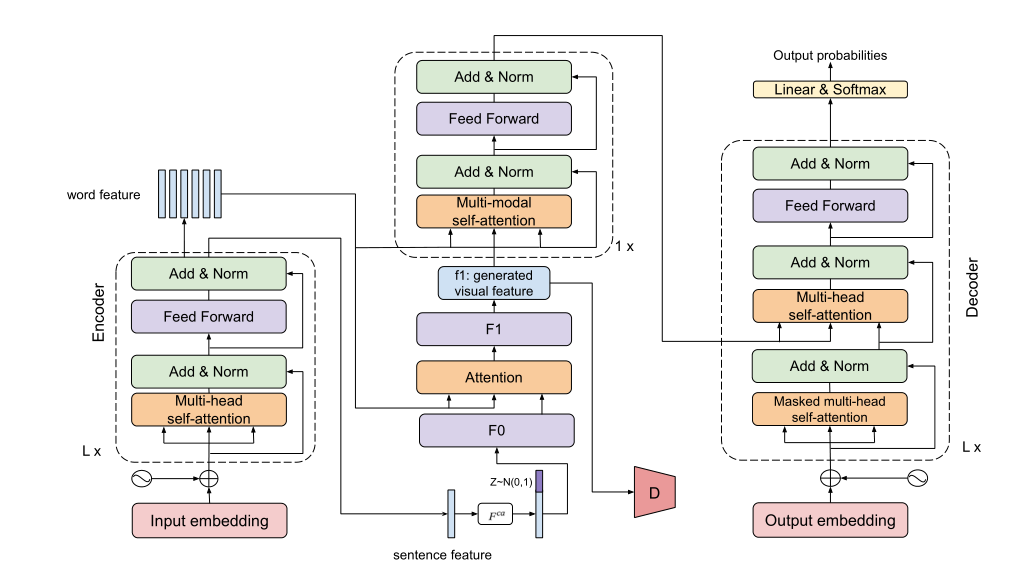 word feature
Encoder
Add & Norm
Feed Forward
Add & Norm
Multi-head
self-attention
L x
Input embedding
Add & Norm
Feed Forward
Add & Norm
Multi-modal
self-attention
1 x
f1: generated
visual feature
F1
Attention
F0
Z~N(0,1)
F^{ca}
sentence feature
D
Output probabilities
Linear & Softmax
Add & Norm
Feed Forward
Add & Norm
Multi-head
self-attention
Add & Norm
Masked multi-head
self-attention
Decoder
L x
Output embedding